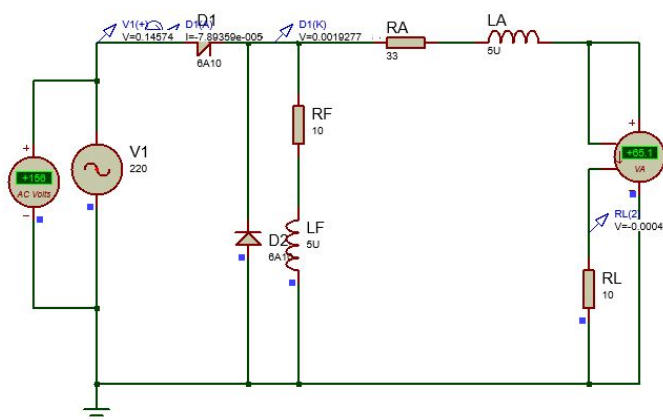 V1(+)
V=0.14574
D1(A)
I=-7.89359e-005
D1
6A10
D1(K)
V=0.0019277
RA
33
LA
5U
RF
10
+156
AC Volts
V1
220
+65.1
VA
RL(2)
V=-0.0004
D2
6A10
LF
5U
RL
10